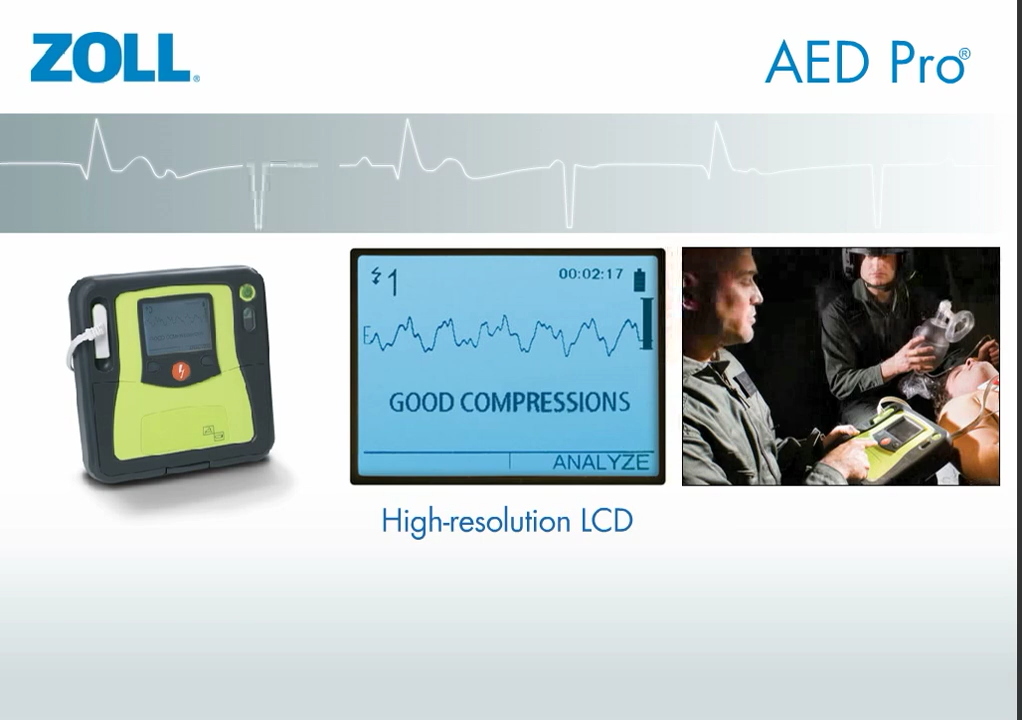 ZOLL®
AED Pro®
1
00:02:17
GOOD COMPRESSIONS
ANALYZE
High-resolution LCD